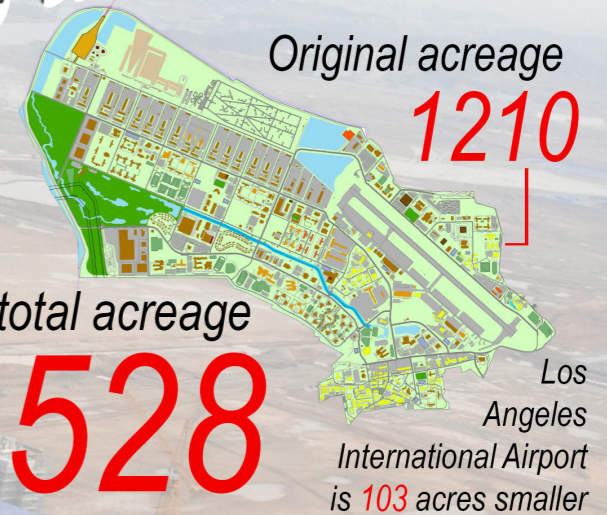 Original acreage
1210
total acreage
528
Los
Angeles
International Airport
is 103 acres smaller